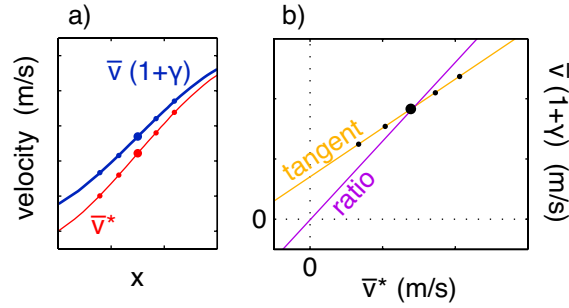 a)
b)
velocity (m/s)
v̅ (1+γ)
v̅*
x
tangent
ratio
0
0
v̅* (m/s)
v̅ (1+γ) (m/s)